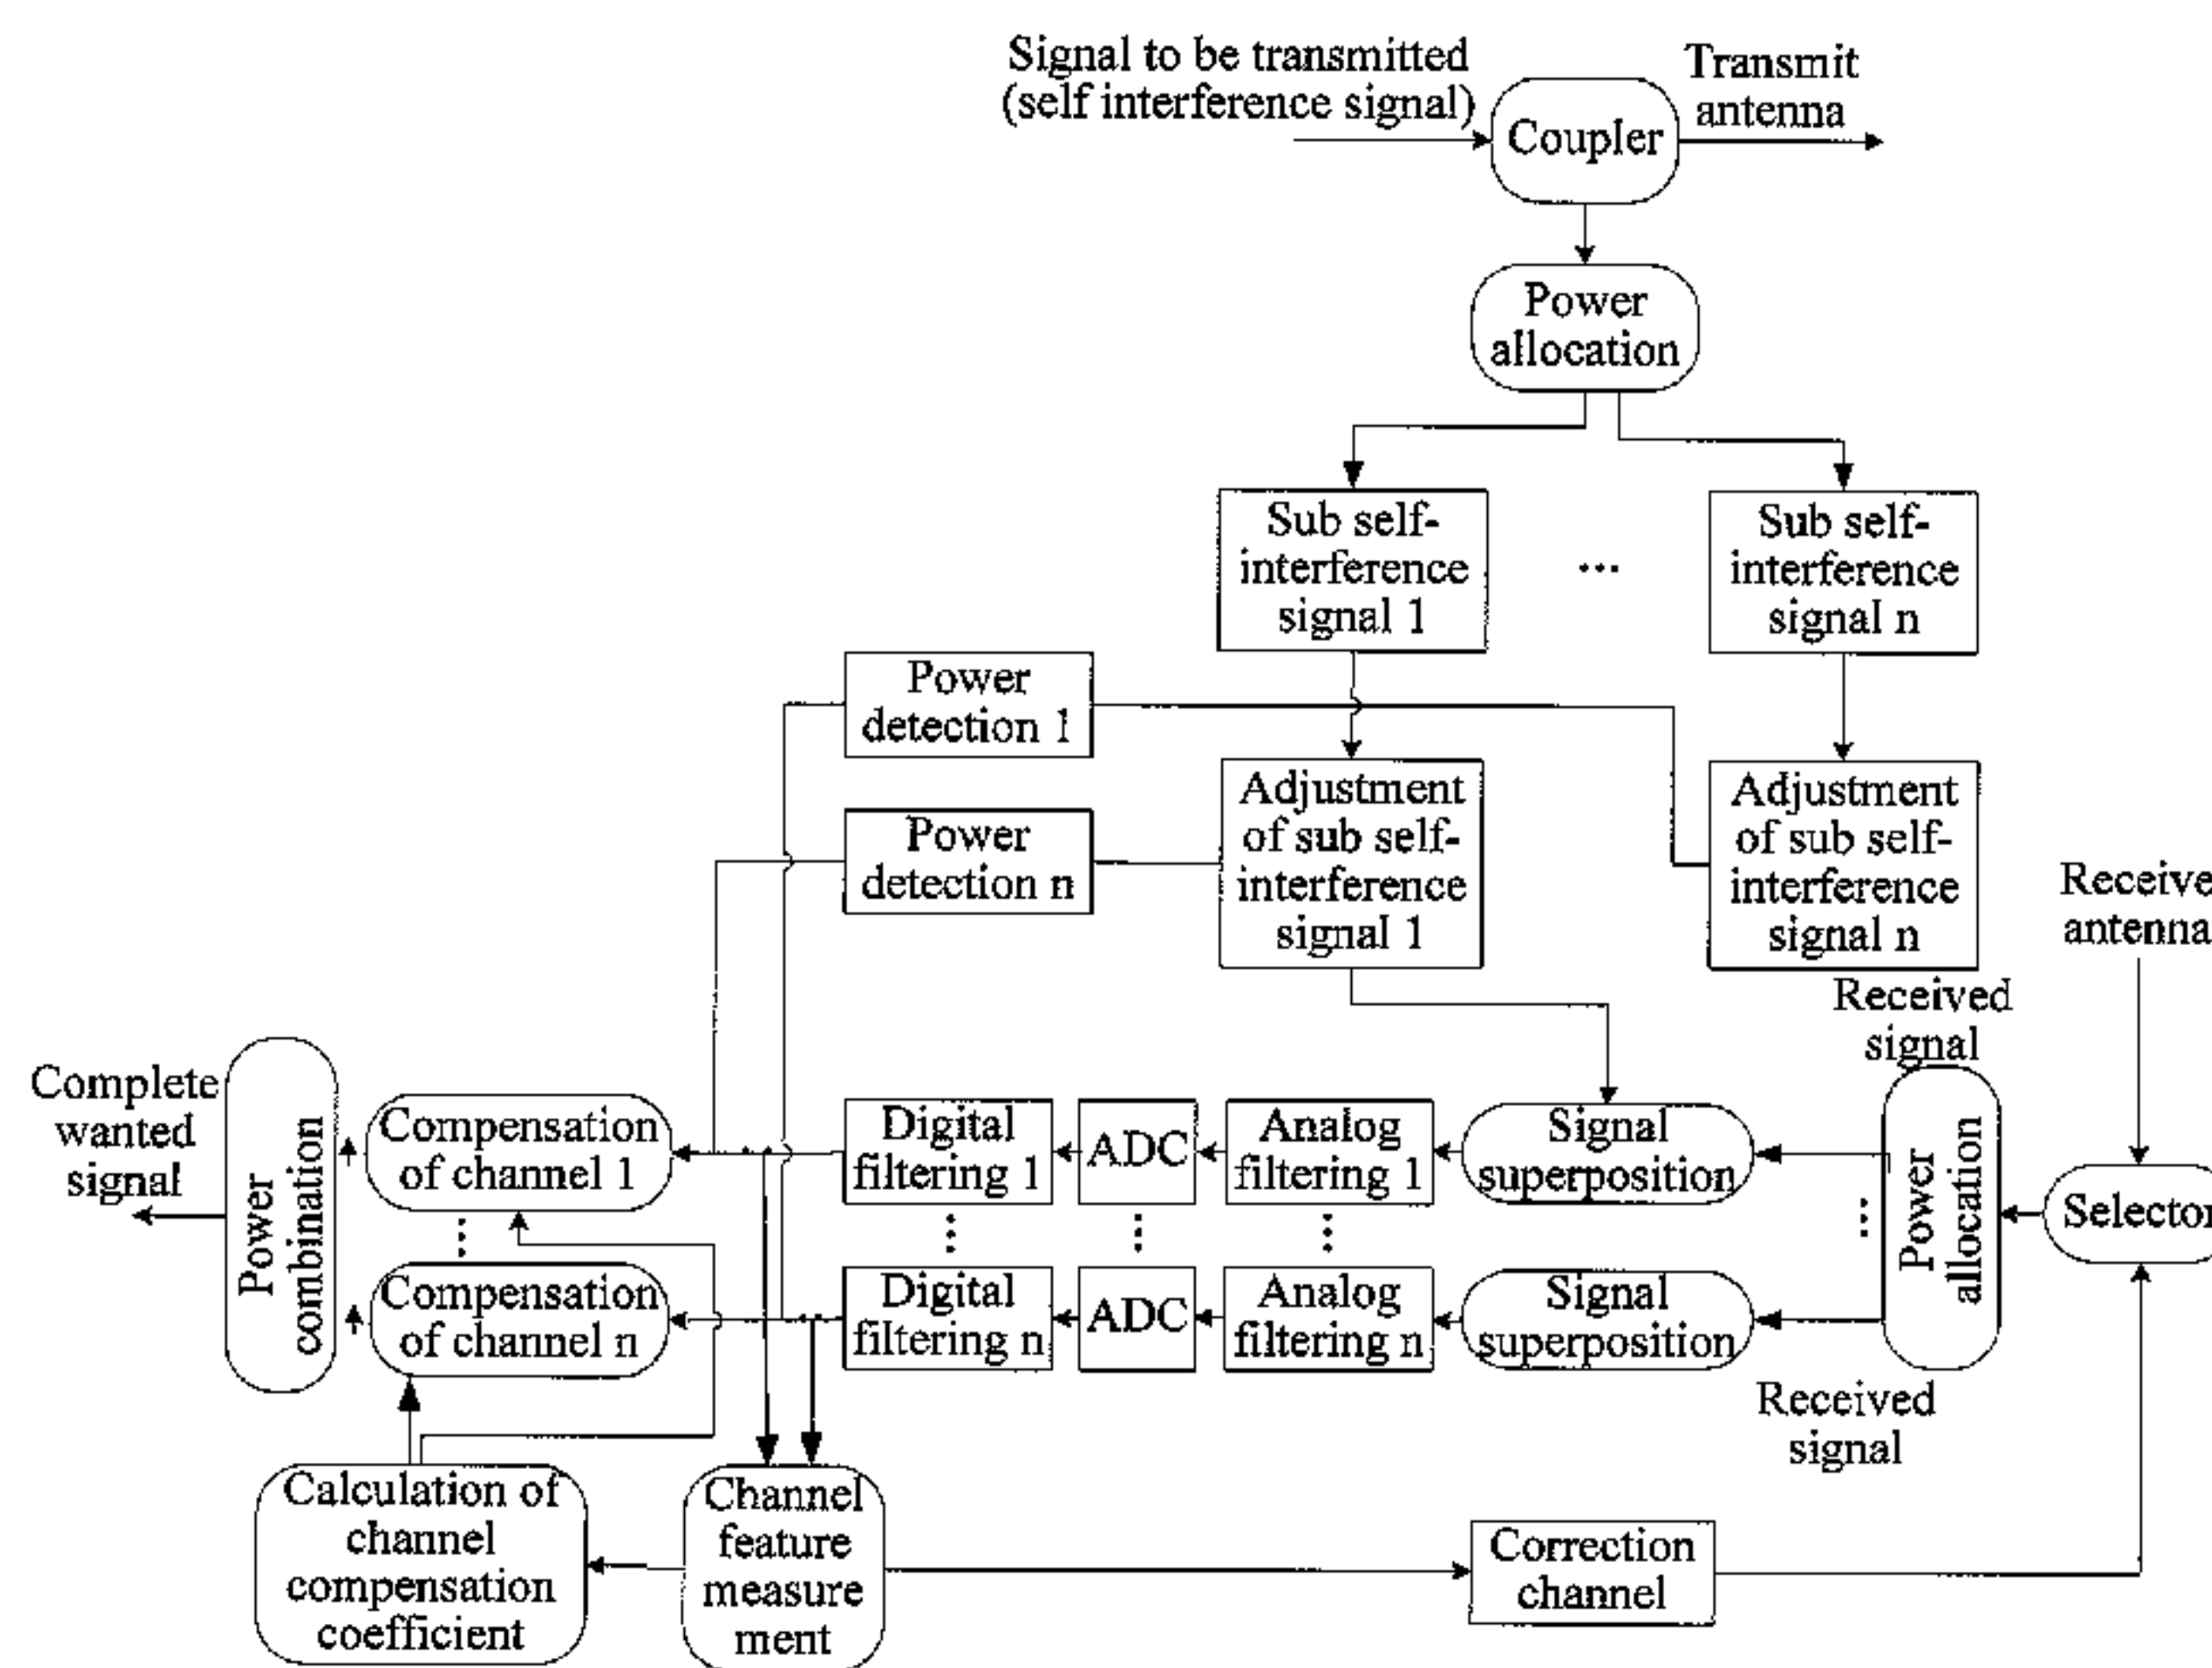 Signal to be transmitted
(self interference signal)
Transmit
antenna
Coupler
Power
allocation
Sub self-
interference
signal 1
...
Sub self-
interference
signal n
Power
detection 1
Power
detection n
Adjustment
of sub self-
interference
signal 1
Adjustment
of sub self-
interference
signal n
Receive
antenna
Received
signal
Complete
wanted
signal
Power
combination
Compensation
of channel 1
Digital
filtering 1
ADC
Analog
filtering 1
Signal
superposition
Power
allocation
Selector
Compensation
of channel n
Digital
filtering n
ADC
Analog
filtering n
Signal
superposition
Received
signal
Calculation of
channel
compensation
coefficient
Channel
feature
measure
ment
Correction
channel